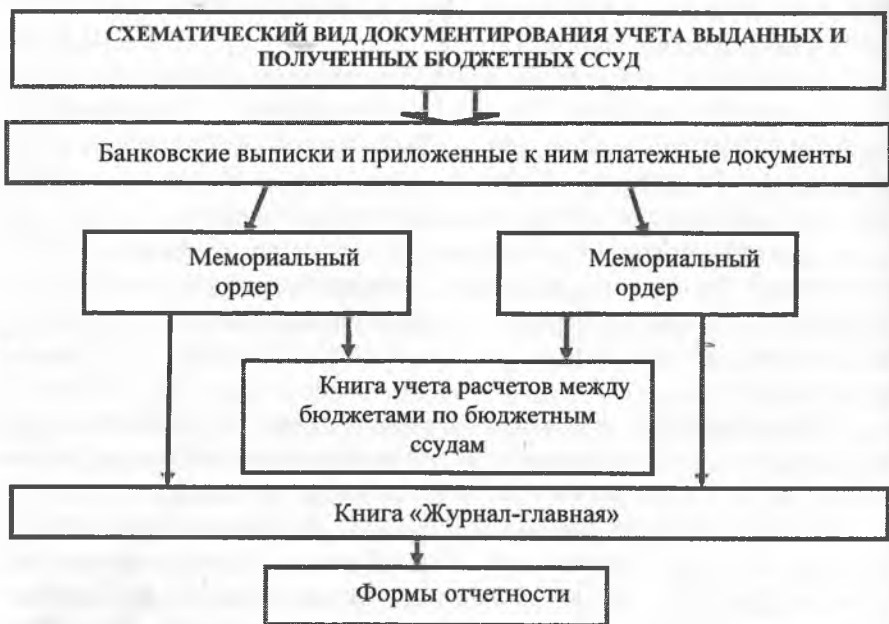 СХЕМАТИЧЕСКИЙ ВИД ДОКУМЕНТИРОВАНИЯ УЧЕТА ВЫДАННЫХ И
ПОЛУЧЕННЫХ БЮДЖЕТНЫХ ССУД
Банковские выписки и приложенные к ним платежные документы
Мемориальный
ордер
Мемориальный
ордер
Книга учета расчетов между
бюджетами по бюджетным
ссудам
Книга «Журнал-главная»
Формы отчетности